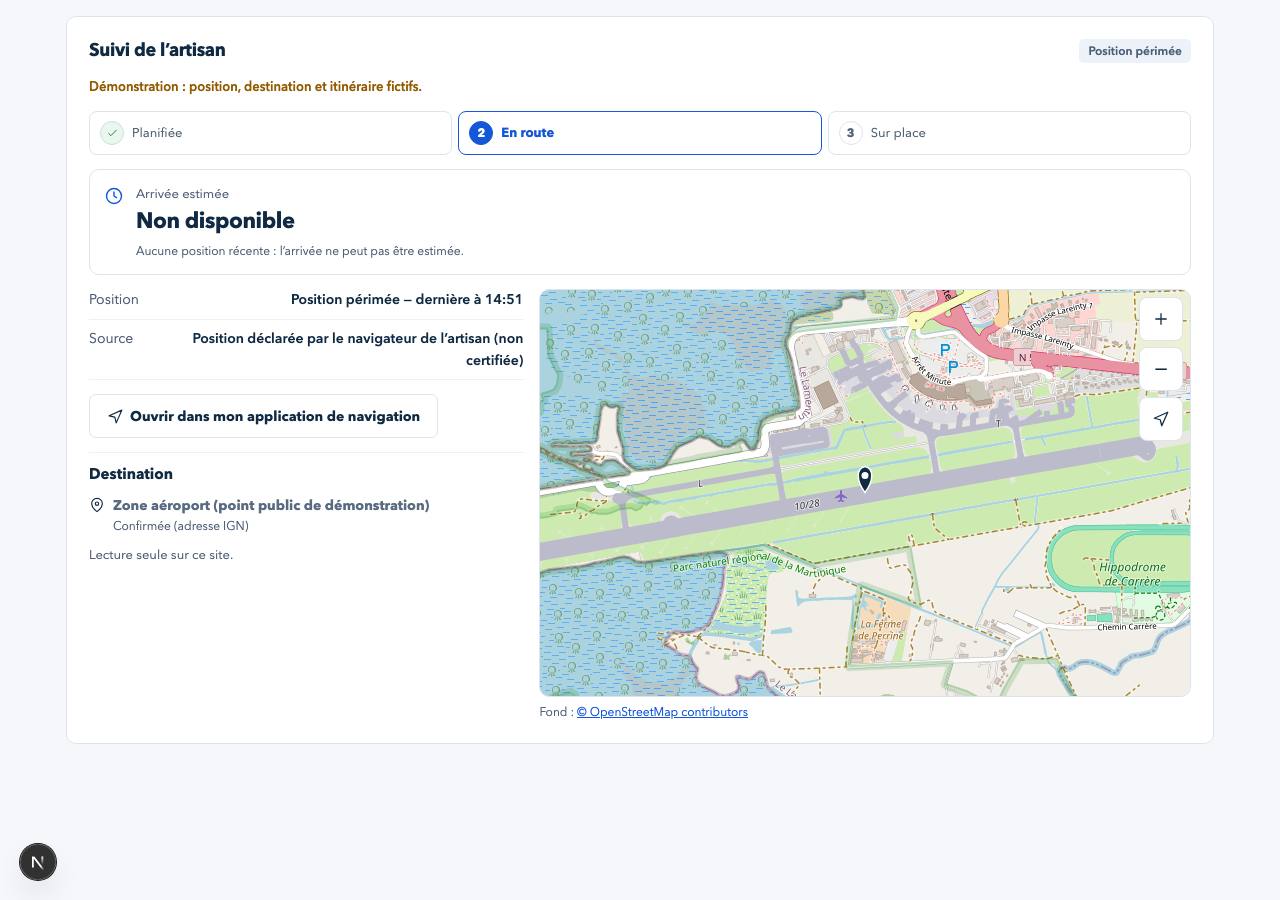 Suivi de l’artisan
Position périmée
Démonstration : position, destination et itinéraire fictifs.
Planifiée
2 En route
3 Sur place
Arrivée estimée
Non disponible
Aucune position récente : l’arrivée ne peut pas être estimée.
Position
Position périmée – dernière à 14:51
Source
Position déclarée par le navigateur de l’artisan (non
certifiée)
Ouvrir dans mon application de navigation
Destination
Zone aéroport (point public de démonstration)
Confirmée (adresse IGN)
Lecture seule sur ce site.
Impasse Lareinty 7
Impasse Lareinty
P
P
Arrêt Minute
T
L
10/28
Parc naturel régional de la Martinique
Hippodrome
de Carrère
La Ferme
de Perrine
Chemin Carrère
+
−
Fond : © OpenStreetMap contributors
N